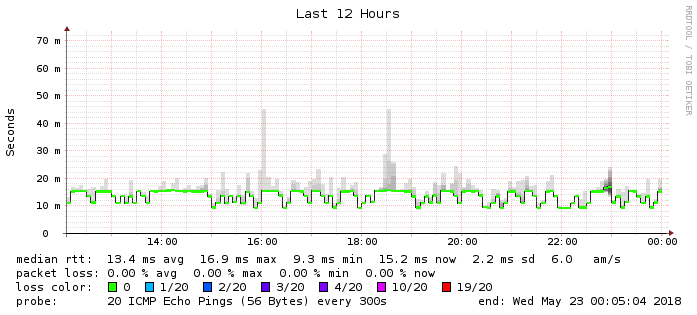 Last 12 Hours
RRDTOOL / TOBI OETIKER
Seconds
70 m
60 m
50 m
40 m
30 m
20 m
10 m
0
14:00 16:00 18:00 20:00 22:00 00:00
median rtt: 13.4 ms avg 16.9 ms max 9.3 ms min 15.2 ms now 2.2 ms sd 6.0 am/s
packet loss: 0.00 % avg 0.00 % max 0.00 % min 0.00 % now
loss color: 0 1/20 2/20 3/20 4/20 10/20 19/20
probe: 20 ICMP Echo Pings (56 Bytes) every 300s end: Wed May 23 00:05:04 2018